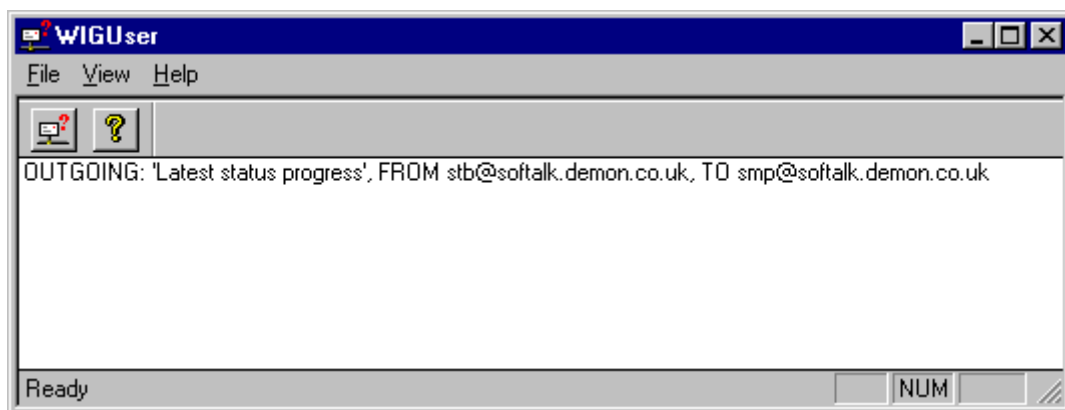 WIGUser
File View Help
OUTGOING: 'Latest status progress', FROM stb@softalk.demon.co.uk, TO smp@softalk.demon.co.uk
Ready NUM